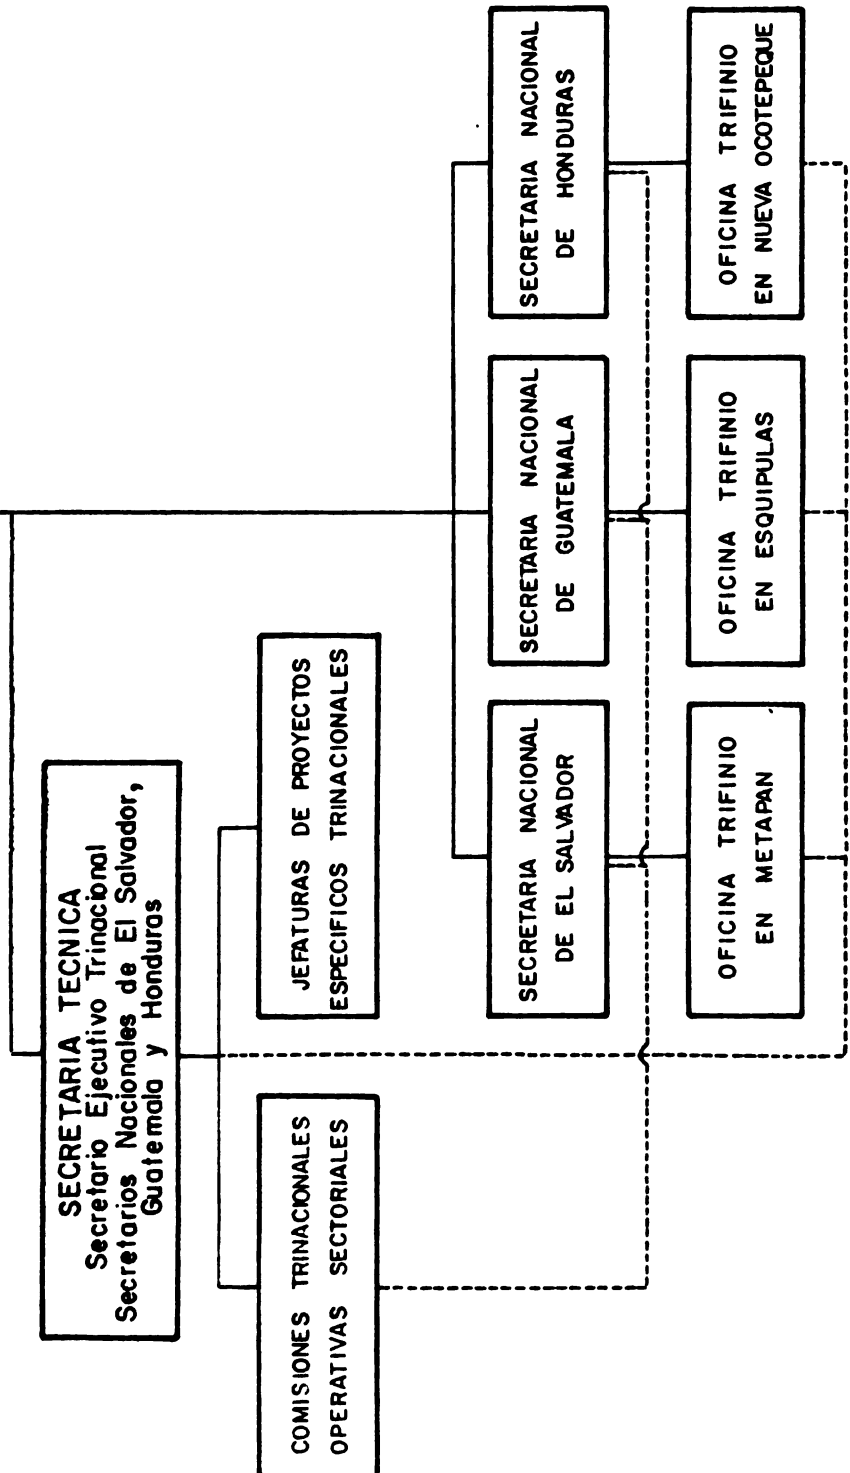 SECRETARIA TECNICA
Secretario Ejecutivo Trinacional
Secretarios Nacionales de El Salvador,
Guatemala y Honduras
COMISIONES TRINACIONALES
OPERATIVAS SECTORIALES
JEFATURAS DE PROYECTOS
ESPECIFICOS TRINACIONALES
SECRETARIA NACIONAL
DE EL SALVADOR
SECRETARIA NACIONAL
DE GUATEMALA
SECRETARIA NACIONAL
DE HONDURAS
OFICINA TRIFINIO
EN METAPAN
OFICINA TRIFINIO
EN ESQUIPULAS
OFICINA TRIFINIO
EN NUEVA OCOTEPEQUE